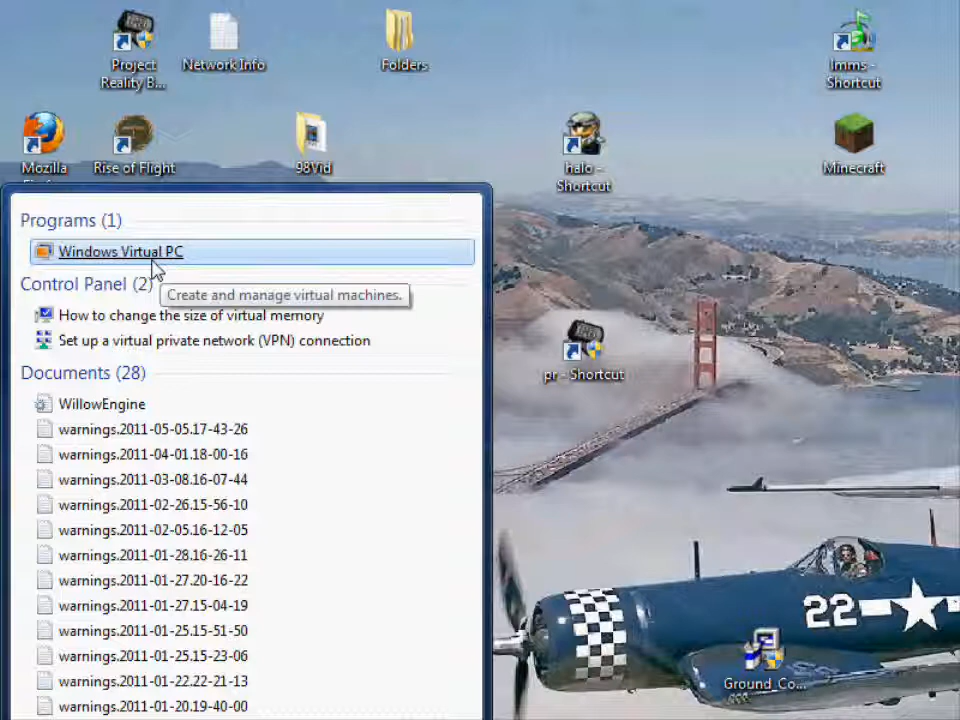 Project
Reality B...
Network Info
Folders
lmms -
Shortcut
Mozilla
Rise of Flight
98Vid
halo -
Shortcut
Minecraft
Programs (1)
Windows Virtual PC
Control Panel (2)
Create and manage virtual machines.
How to change the size of virtual memory
Set up a virtual private network (VPN) connection
pr - Shortcut
Documents (28)
WillowEngine
warnings.2011-05-05.17-43-26
warnings.2011-04-01.18-00-16
warnings.2011-03-08.16-07-44
warnings.2011-02-26.15-56-10
warnings.2011-02-05.16-12-05
warnings.2011-01-28.16-26-11
warnings.2011-01-27.20-16-22
warnings.2011-01-27.15-04-19
warnings.2011-01-25.15-51-50
warnings.2011-01-25.15-23-06
warnings.2011-01-22.22-21-13
warnings.2011-01-20.19-40-00
22
Ground_Co...